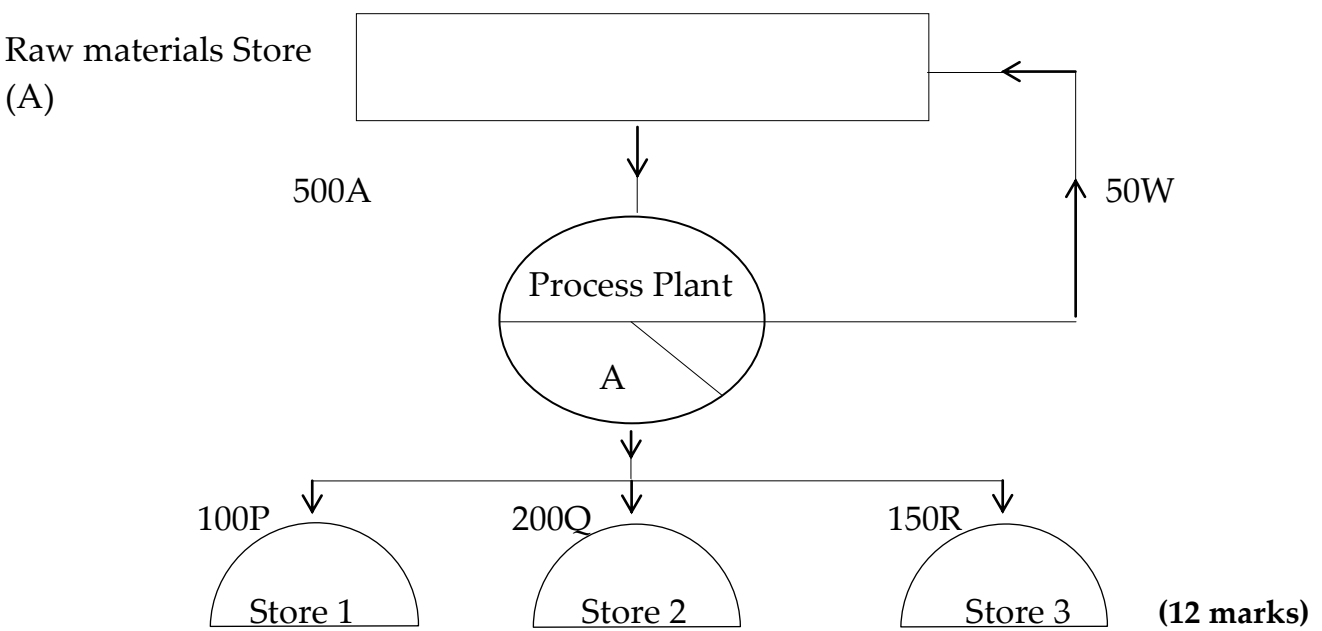 Raw materials Store
(A)
500A
50W
Process Plant
A
100P
200Q
150R
Store 1
Store 2
Store 3
(12 marks)